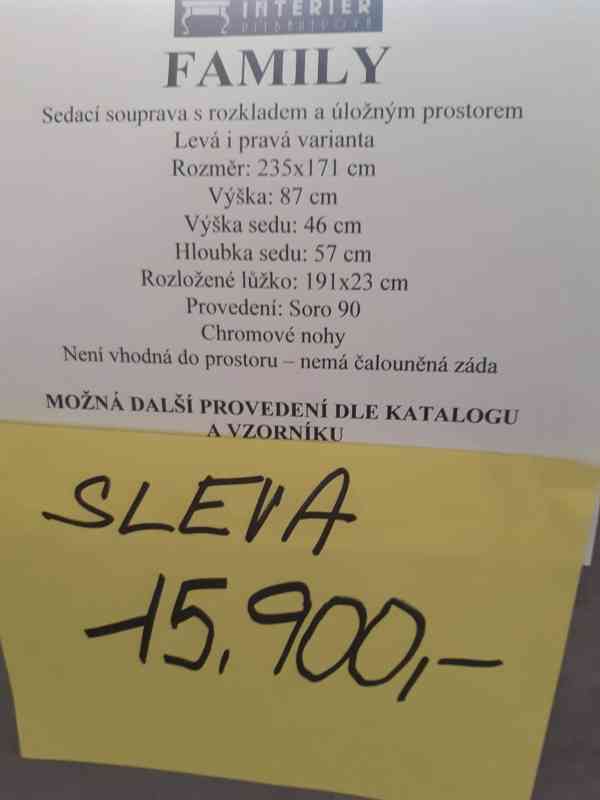 INTERIER
FAMILY
Sedací souprava s rozkladem a úložným prostorem
Levá i pravá varianta
Rozměr: 235x171 cm
Výška: 87 cm
Výška sedu: 46 cm
Hloubka sedu: 57 cm
Rozložené lůžko: 191x23 cm
Provedení: Soro 90
Chromové nohy
Není vhodná do prostoru – nemá čalouněná záda
MOŽNÁ DALŠÍ PROVEDENÍ DLE KATALOGU
A VZORNÍKU
SLEVA
15.900,-